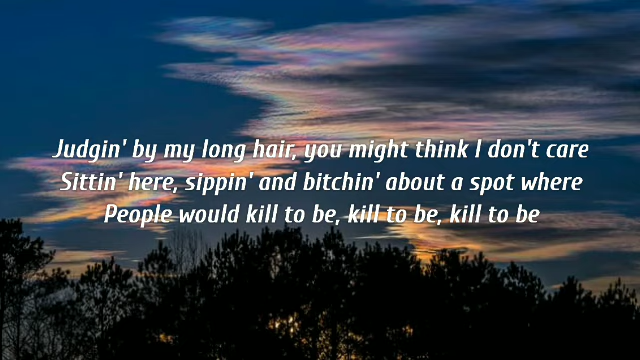 Judgin' by my long hair, you might think I don't care
Sittin' here, sippin' and bitchin' about a spot where
People would kill to be, kill to be, kill to be